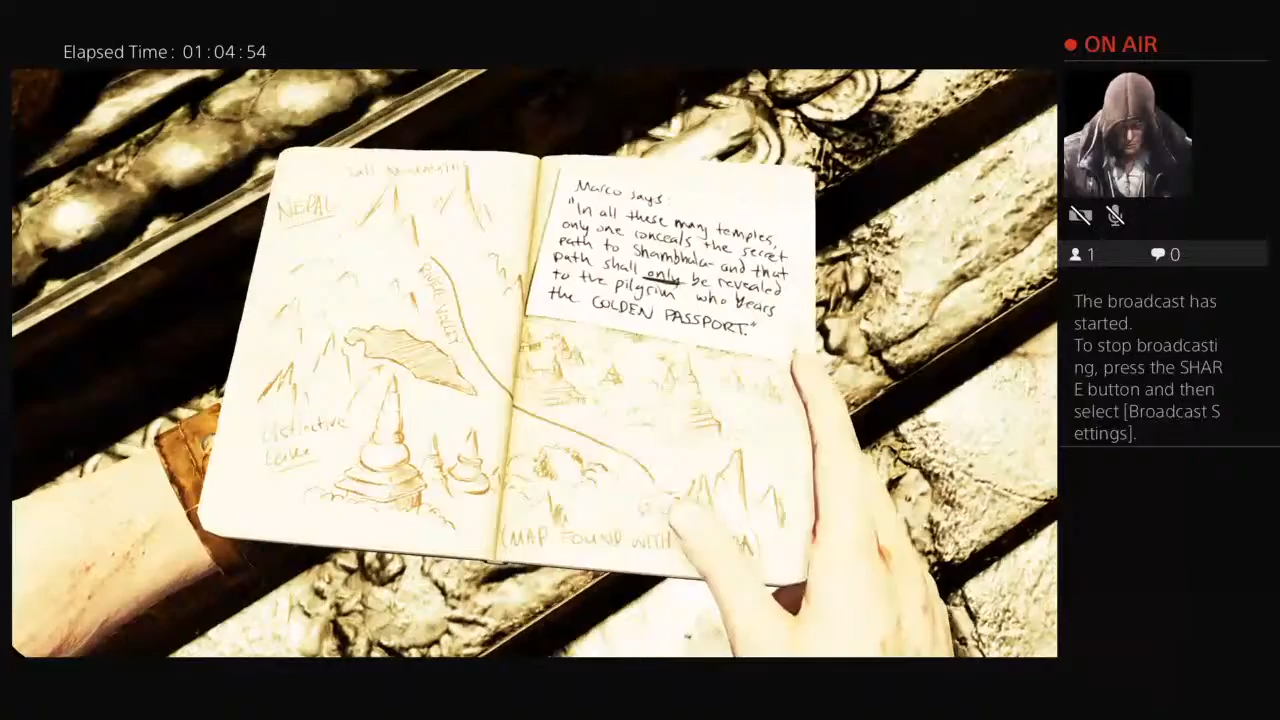 Elapsed Time: 01:04:54
ON AIR
1
0
The broadcast has
started.
To stop broadcasti
ng, press the SHAR
E button and then
select [Broadcast S
ettings].
NEPAL
RIVER VALLEY
distinctive
Marco says:
"In all these many temples,
only one conceals the secret
path to Shambhala- and that
path shall only be revealed
to the pilgrim who bears
the GOLDEN PASSPORT."
(MAP FOUND WITH